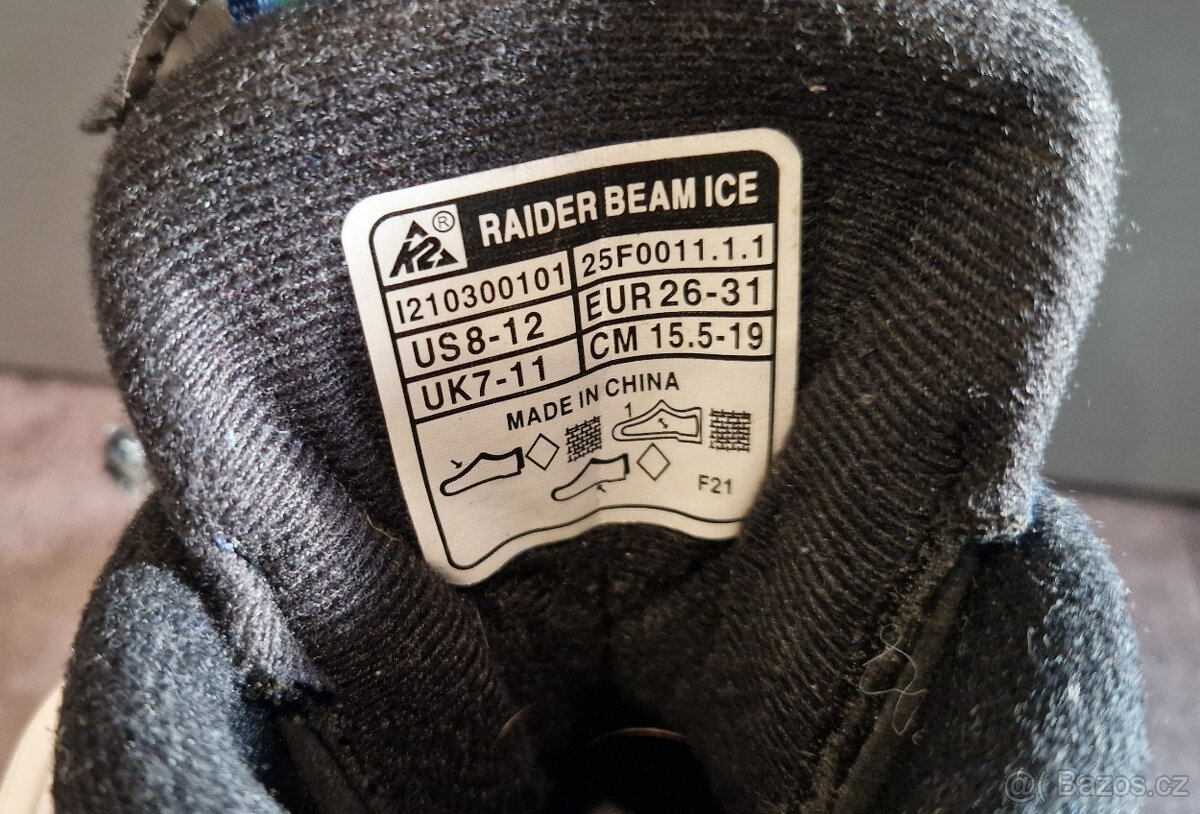 K2® RAIDER BEAM ICE
I210300101 25F0011.1.1
US8-12 EUR 26-31
UK7-11 CM 15.5-19
MADE IN CHINA
1
F21
@( Bazos.cz